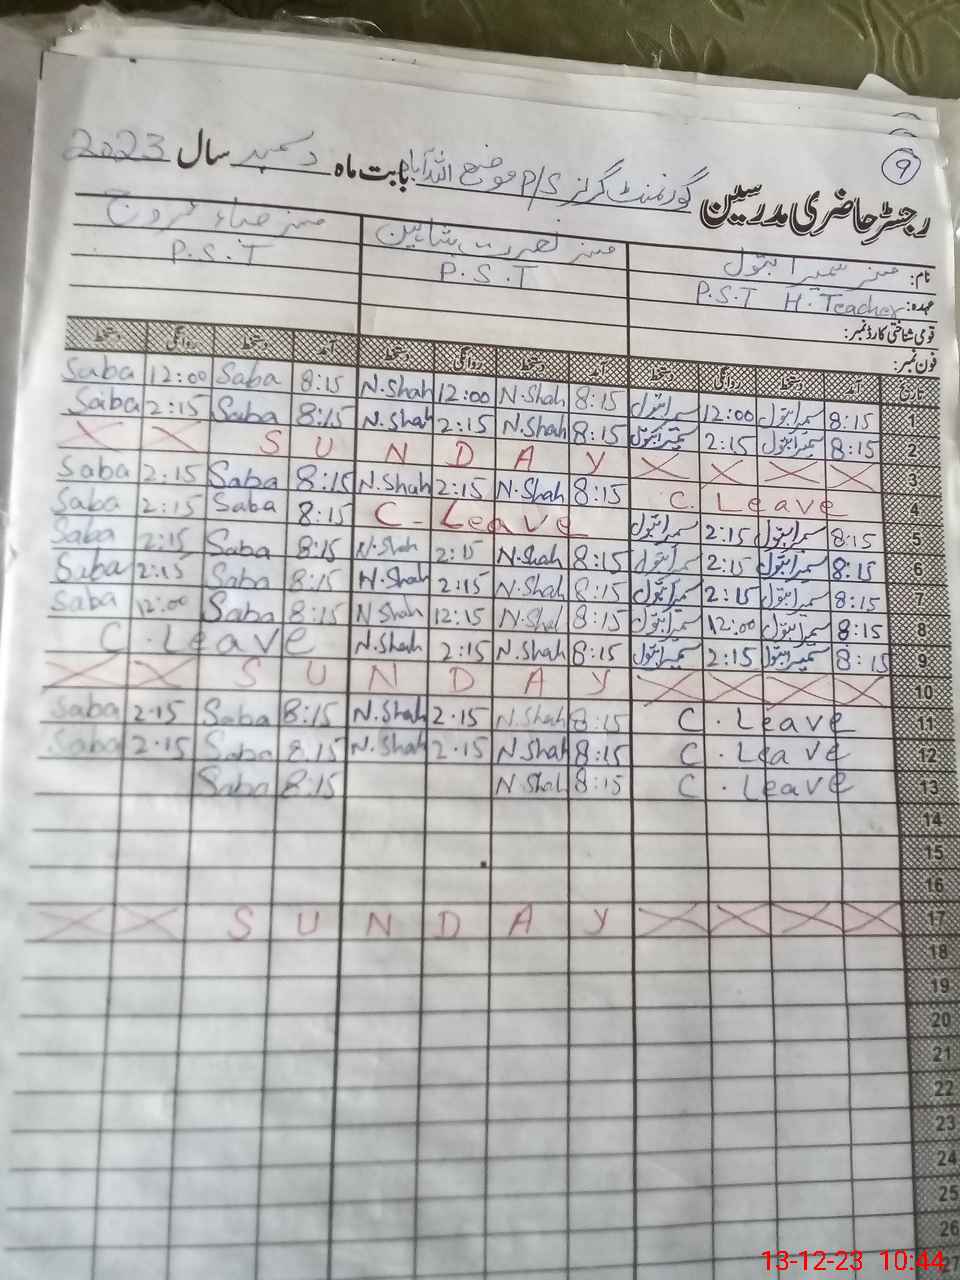 ۹
رجسٹر حاضری مدرسین گورنمنٹ گرلز P/S موضع اللہ آباد بابت ماہ دسمبر سال 2023
نام: مسز سمیرا بتول مسز نصرت شاہین مسز صباء عروج
عہدہ: P.S.T H. Teacher P.S.T P.S.T
قومی شناختی کارڈ نمبر:
فون نمبر:
تاریخ آمد دستخط روانگی دستخط آمد دستخط روانگی دستخط آمد دستخط روانگی دستخط
1 8:15 سمیرا بتول 12:00 سمیرا بتول 8:15 N.Shah 12:00 N.Shah 8:15 Saba 12:00 Saba
2 8:15 سمیرا بتول 2:15 سمیرا بتول 8:15 N.Shah 2:15 N.Shah 8:15 Saba 2:15 Saba
X X S U N D A Y X X X X 3
4 C. Leave 8:15 N.Shah 2:15 N.Shah 8:15 Saba 2:15 Saba
5 8:15 سمیرا بتول 2:15 سمیرا بتول C. Leave 8:15 Saba 2:15 Saba
6 8:15 سمیرا بتول 2:15 سمیرا بتول 8:15 N.Shah 2:15 N.Shah 8:15 Saba 2:15 Saba
7 8:15 سمیرا بتول 2:15 سمیرا بتول 8:15 N.Shah 2:15 N.Shah 8:15 Saba 2:15 Saba
8 8:15 سمیرا بتول 12:00 سمیرا بتول 8:15 N.Shah 12:15 N.Shah 8:15 Saba 12:00 Saba
9 8:15 سمیرا بتول 2:15 سمیرا بتول 8:15 N.Shah 2:15 N.Shah C. Leave
X X S U N D A Y X X X X 10
11 C. Leave 8:15 N.Shah 2.15 N.Shah 8:15 Saba 2.15 Saba
12 C. Leave 8:15 N.Shah 2.15 N.Shah 8.15 Saba 2.15 Saba
13 C. Leave 8:15 N.Shah 8:15 Saba
14
15
16
X X S U N D A Y X X X X 17
18
19
20
21
22
23
24
25
26
27
13-12-23 10:44